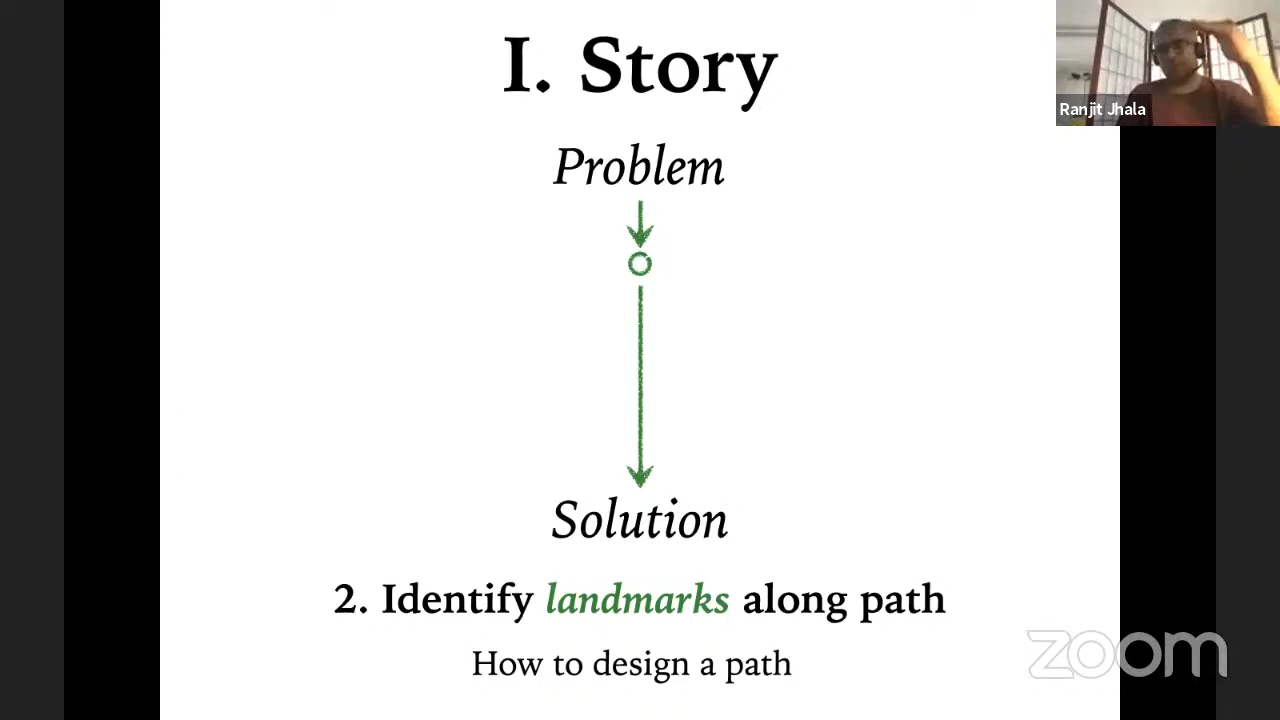 I. Story
Ranjit Jhala
Problem
Solution
2. Identify landmarks along path
How to design a path
zoom